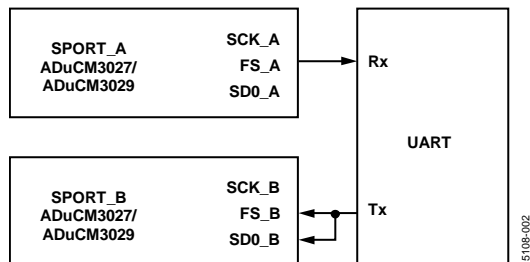 SPORT_A
ADuCM3027/
ADuCM3029
SCK_A
FS_A
SD0_A
Rx
UART
SPORT_B
ADuCM3027/
ADuCM3029
SCK_B
FS_B
SD0_B
Tx
5108-002